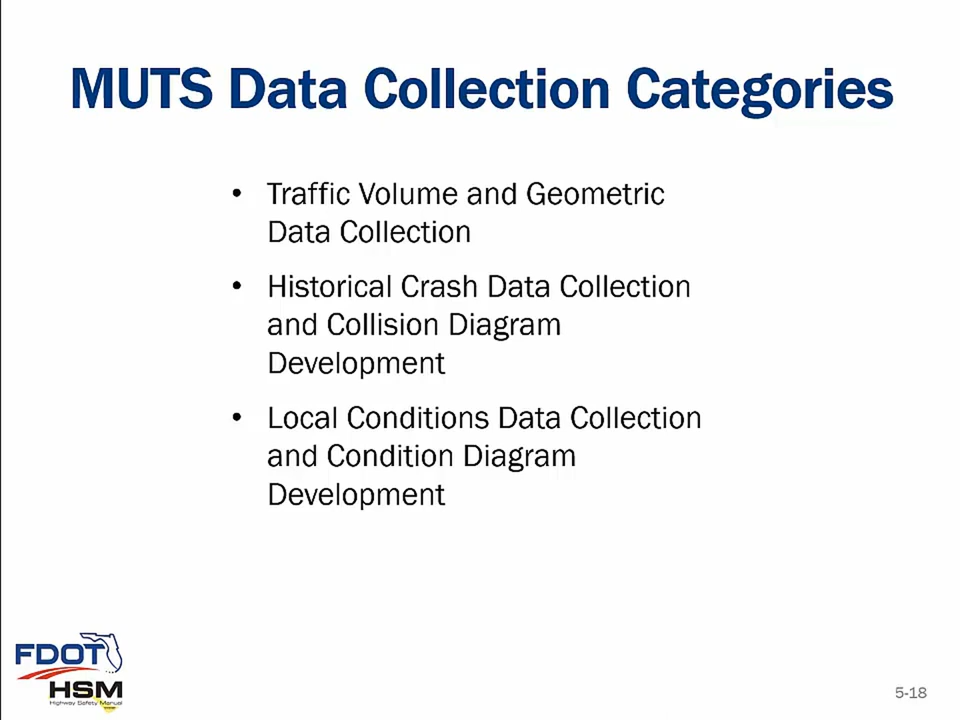 MUTS Data Collection Categories
• Traffic Volume and Geometric
Data Collection
• Historical Crash Data Collection
and Collision Diagram
Development
• Local Conditions Data Collection
and Condition Diagram
Development
FDOT
HSM
Highway Safety Manual
5-18